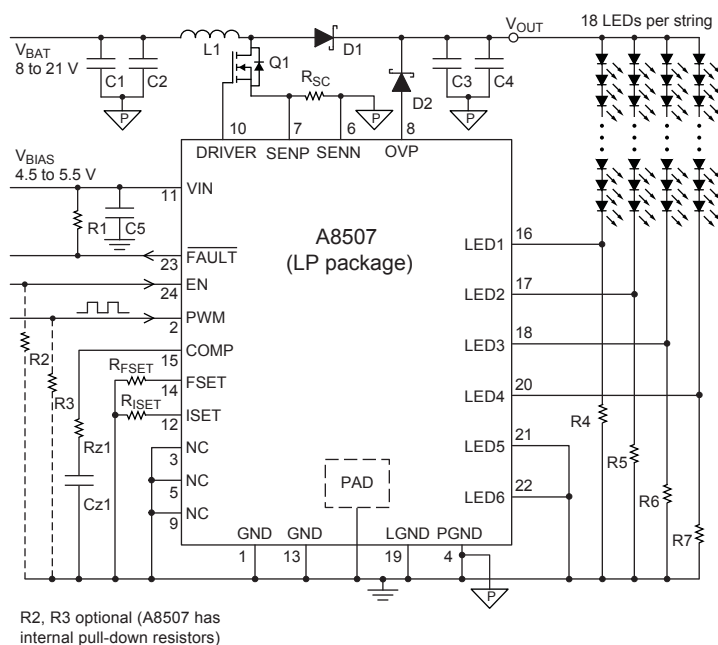 VOUT
18 LEDs per string
VBAT
8 to 21 V
L1
D1
Q1
C1
C2
RSC
D2
C3
C4
P
P
P
10
7
6
8
DRIVER
SENP
SENN
OVP
VBIAS
4.5 to 5.5 V
11
VIN
R1
C5
A8507
(LP package)
FAULT
23
EN
24
PWM
2
COMP
15
RFSET
FSET
14
RISET
ISET
12
NC
3
NC
5
NC
9
R2
R3
Rz1
Cz1
LED1
16
LED2
17
LED3
18
LED4
20
LED5
21
LED6
22
R4
R5
R6
R7
PAD
GND
GND
LGND
PGND
1
13
19
4
P
R2, R3 optional (A8507 has
internal pull-down resistors)